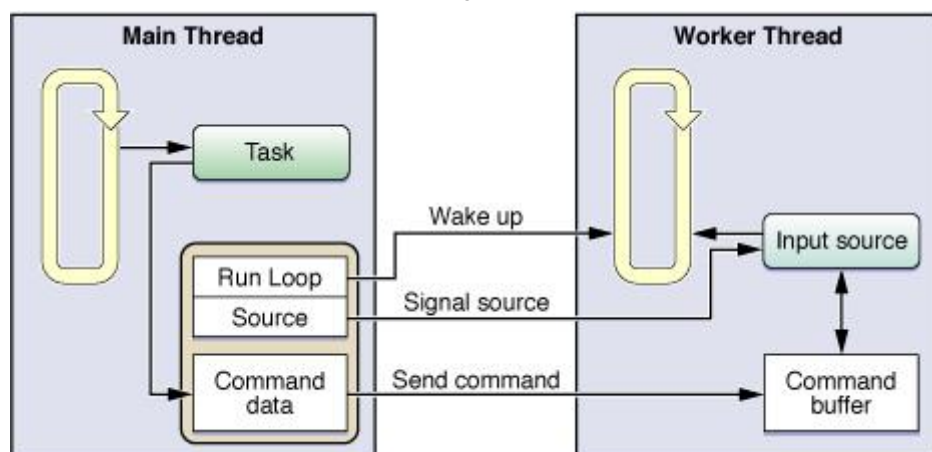 Main Thread
Worker Thread
Task
Wake up
Input source
Run Loop
Signal source
Source
Send command
Command
data
Command
buffer